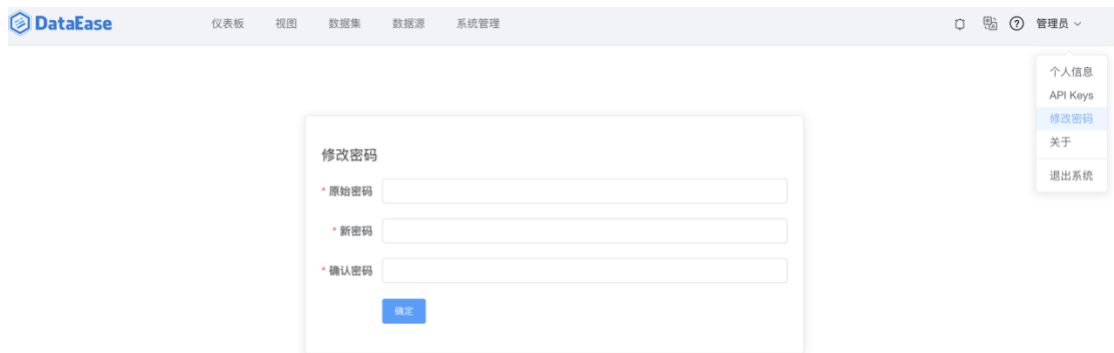 DataEase 仪表板 视图 数据集 数据源 系统管理 管理员
个人信息
API Keys
修改密码
关于
退出系统
修改密码
* 原始密码
* 新密码
* 确认密码
确定